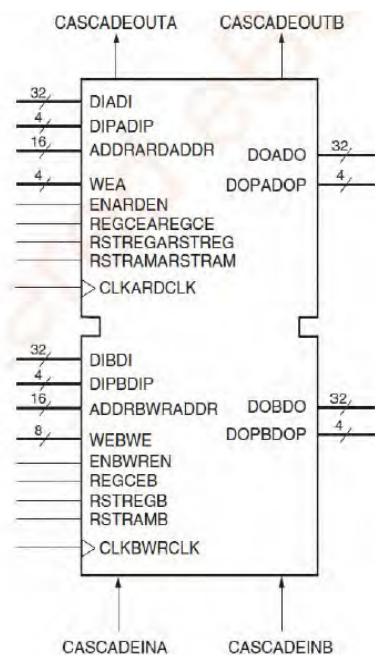 CASCADEOUTA CASCADEOUTB
32 DIADI
4 DIPADIP
16 ADDRARDADDR
DOADO 32
4 WEA
DOPADOP 4
ENARDEN
REGCEAREGCE
RSTREGARSTREG
RSTRAMARSTRAM
CLKARDCLK
32 DIBDI
4 DIPBDIP
16 ADDRBWRADDR
DOBDO 32
8 WEBWE
DOPBDOP 4
ENBWREN
REGCEB
RSTREGB
RSTRAMB
CLKBWRCLK
CASCADEINA CASCADEINB